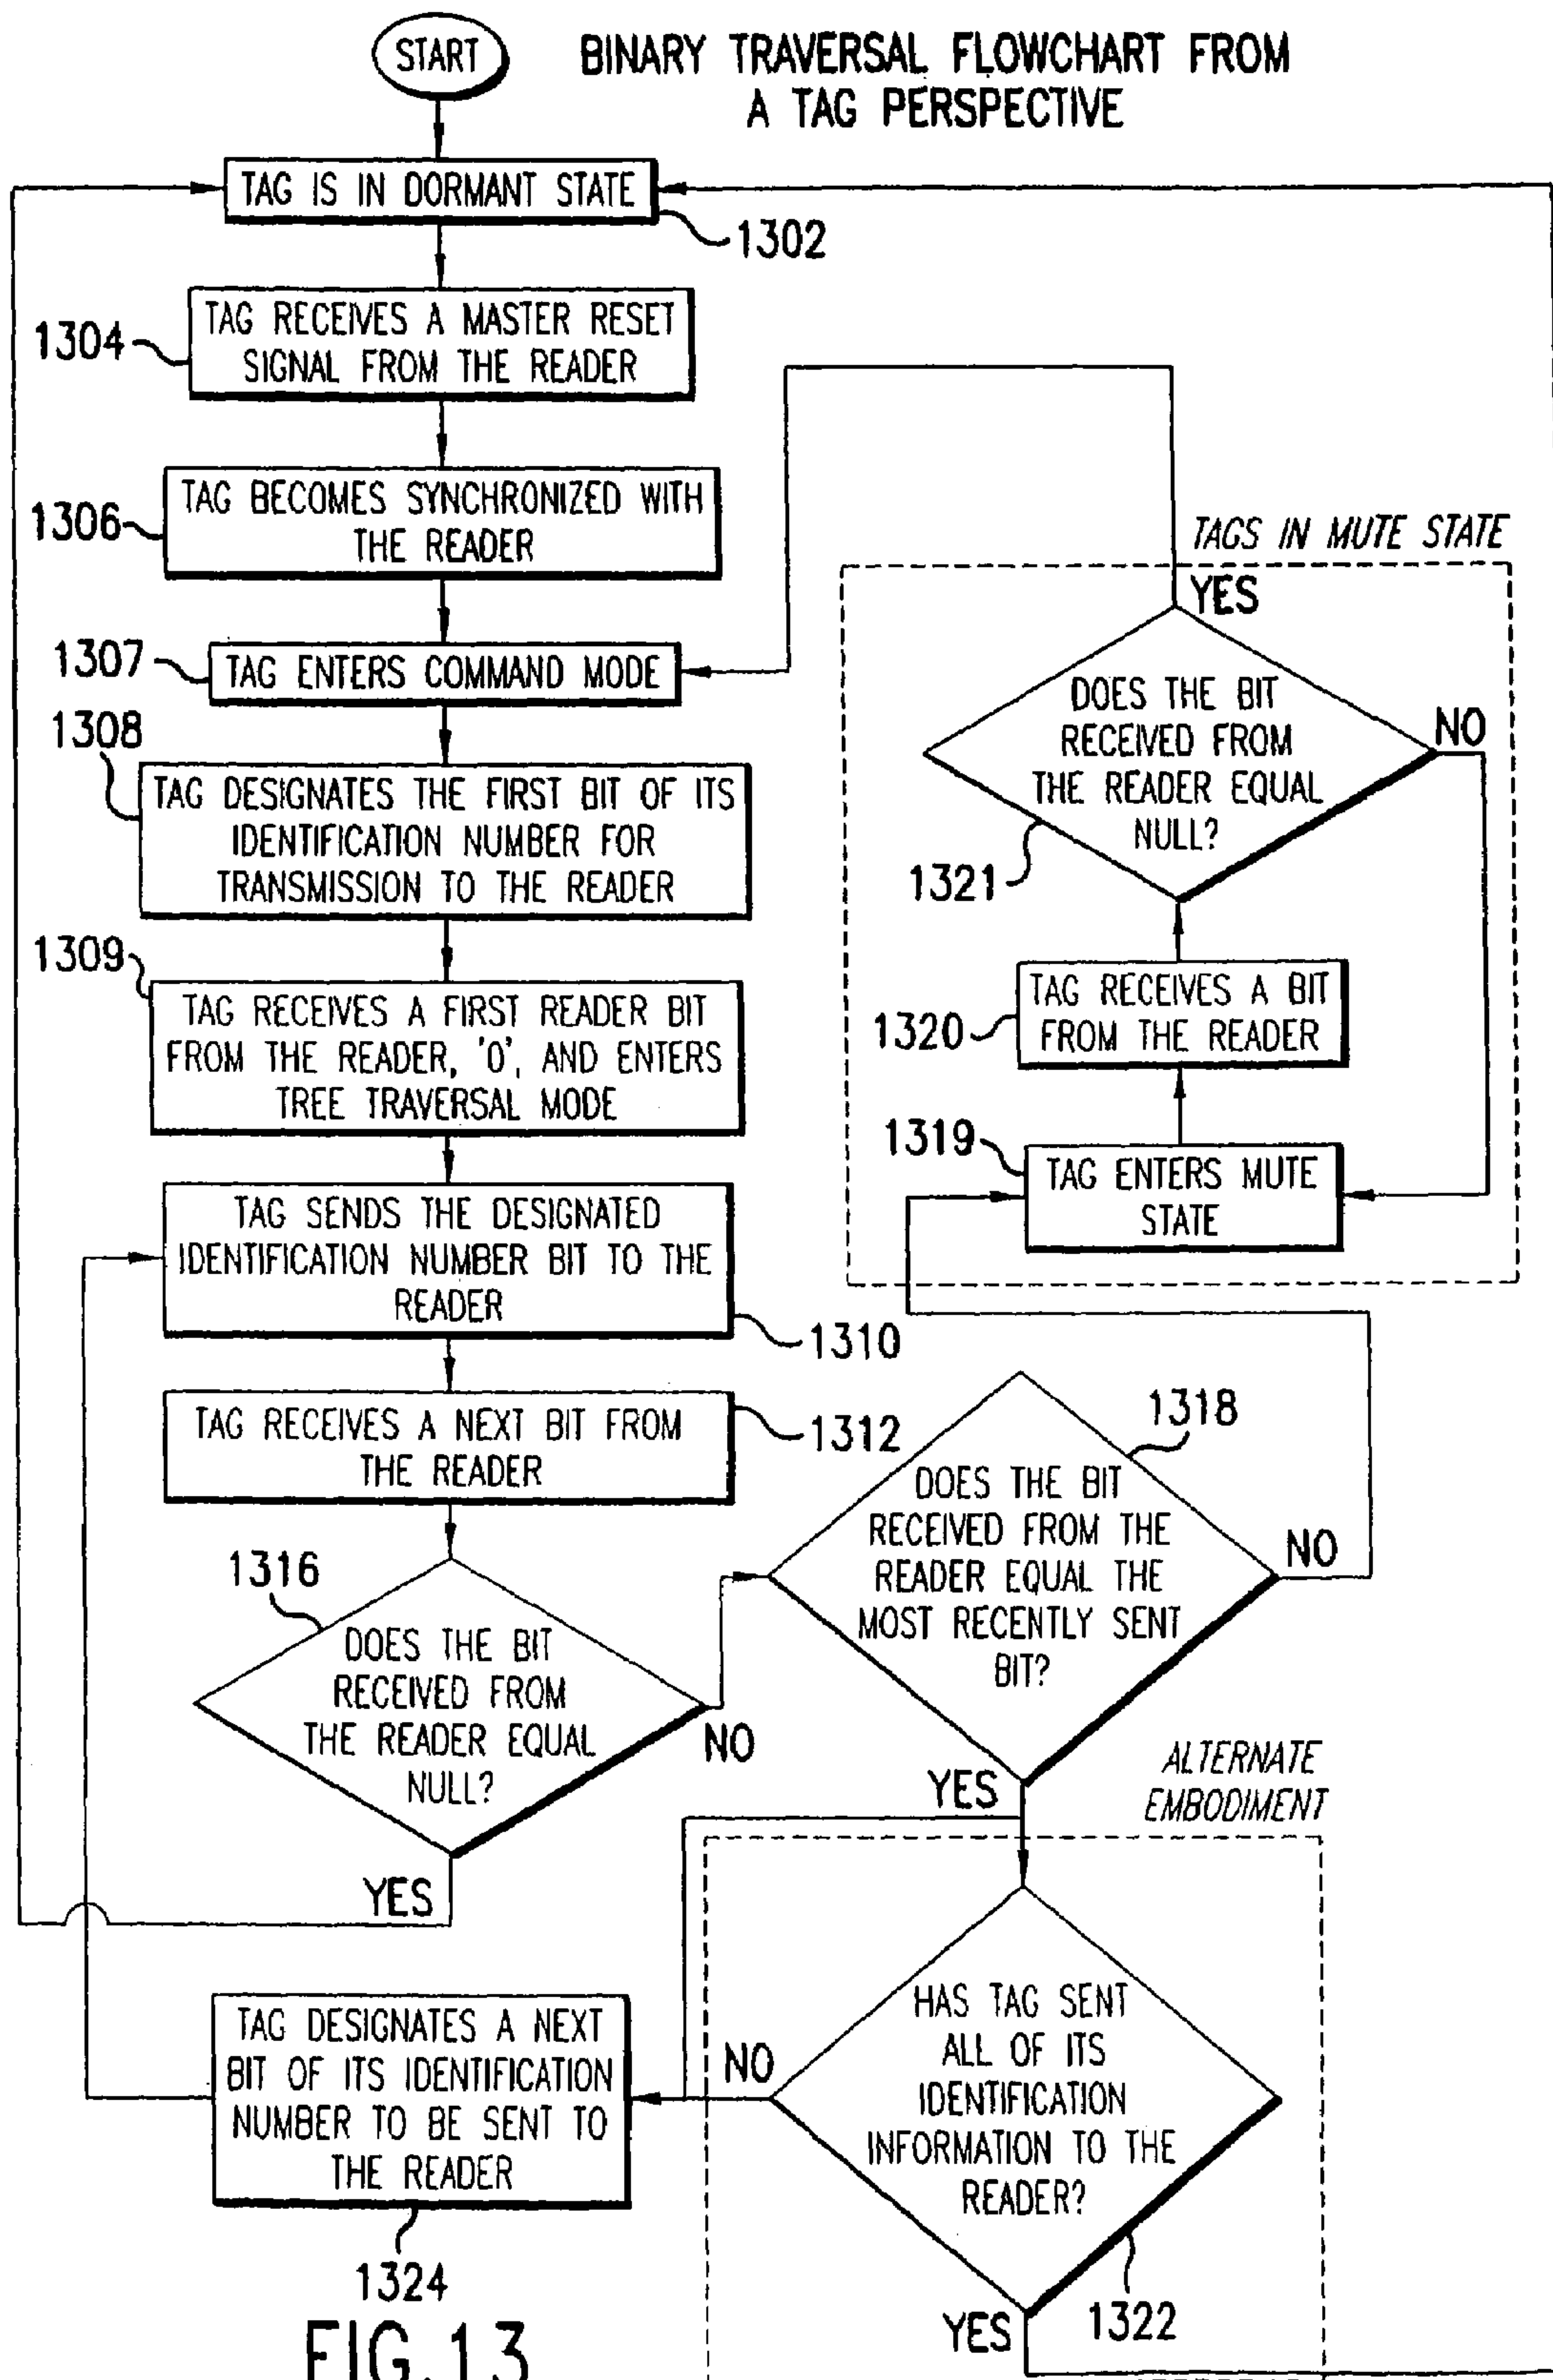 START
BINARY TRAVERSAL FLOWCHART FROM
A TAG PERSPECTIVE
TAG IS IN DORMANT STATE
1302
1304
TAG RECEIVES A MASTER RESET
SIGNAL FROM THE READER
1306
TAG BECOMES SYNCHRONIZED WITH
THE READER
1307
TAG ENTERS COMMAND MODE
1308
TAG DESIGNATES THE FIRST BIT OF ITS
IDENTIFICATION NUMBER FOR
TRANSMISSION TO THE READER
1309
TAG RECEIVES A FIRST READER BIT
FROM THE READER, '0', AND ENTERS
TREE TRAVERSAL MODE
TAG SENDS THE DESIGNATED
IDENTIFICATION NUMBER BIT TO THE
READER
1310
TAG RECEIVES A NEXT BIT FROM
THE READER
1312
1316
DOES THE BIT
RECEIVED FROM
THE READER EQUAL
NULL?
NO
YES
TAGS IN MUTE STATE
YES
DOES THE BIT
RECEIVED FROM
THE READER EQUAL
NULL?
NO
1321
TAG RECEIVES A BIT
FROM THE READER
1320
1319
TAG ENTERS MUTE
STATE
1318
DOES THE BIT
RECEIVED FROM THE
READER EQUAL THE
MOST RECENTLY SENT
BIT?
NO
YES
ALTERNATE
EMBODIMENT
HAS TAG SENT
ALL OF ITS
IDENTIFICATION
INFORMATION TO THE
READER?
NO
1322
YES
TAG DESIGNATES A NEXT
BIT OF ITS IDENTIFICATION
NUMBER TO BE SENT TO
THE READER
1324
FIG.13